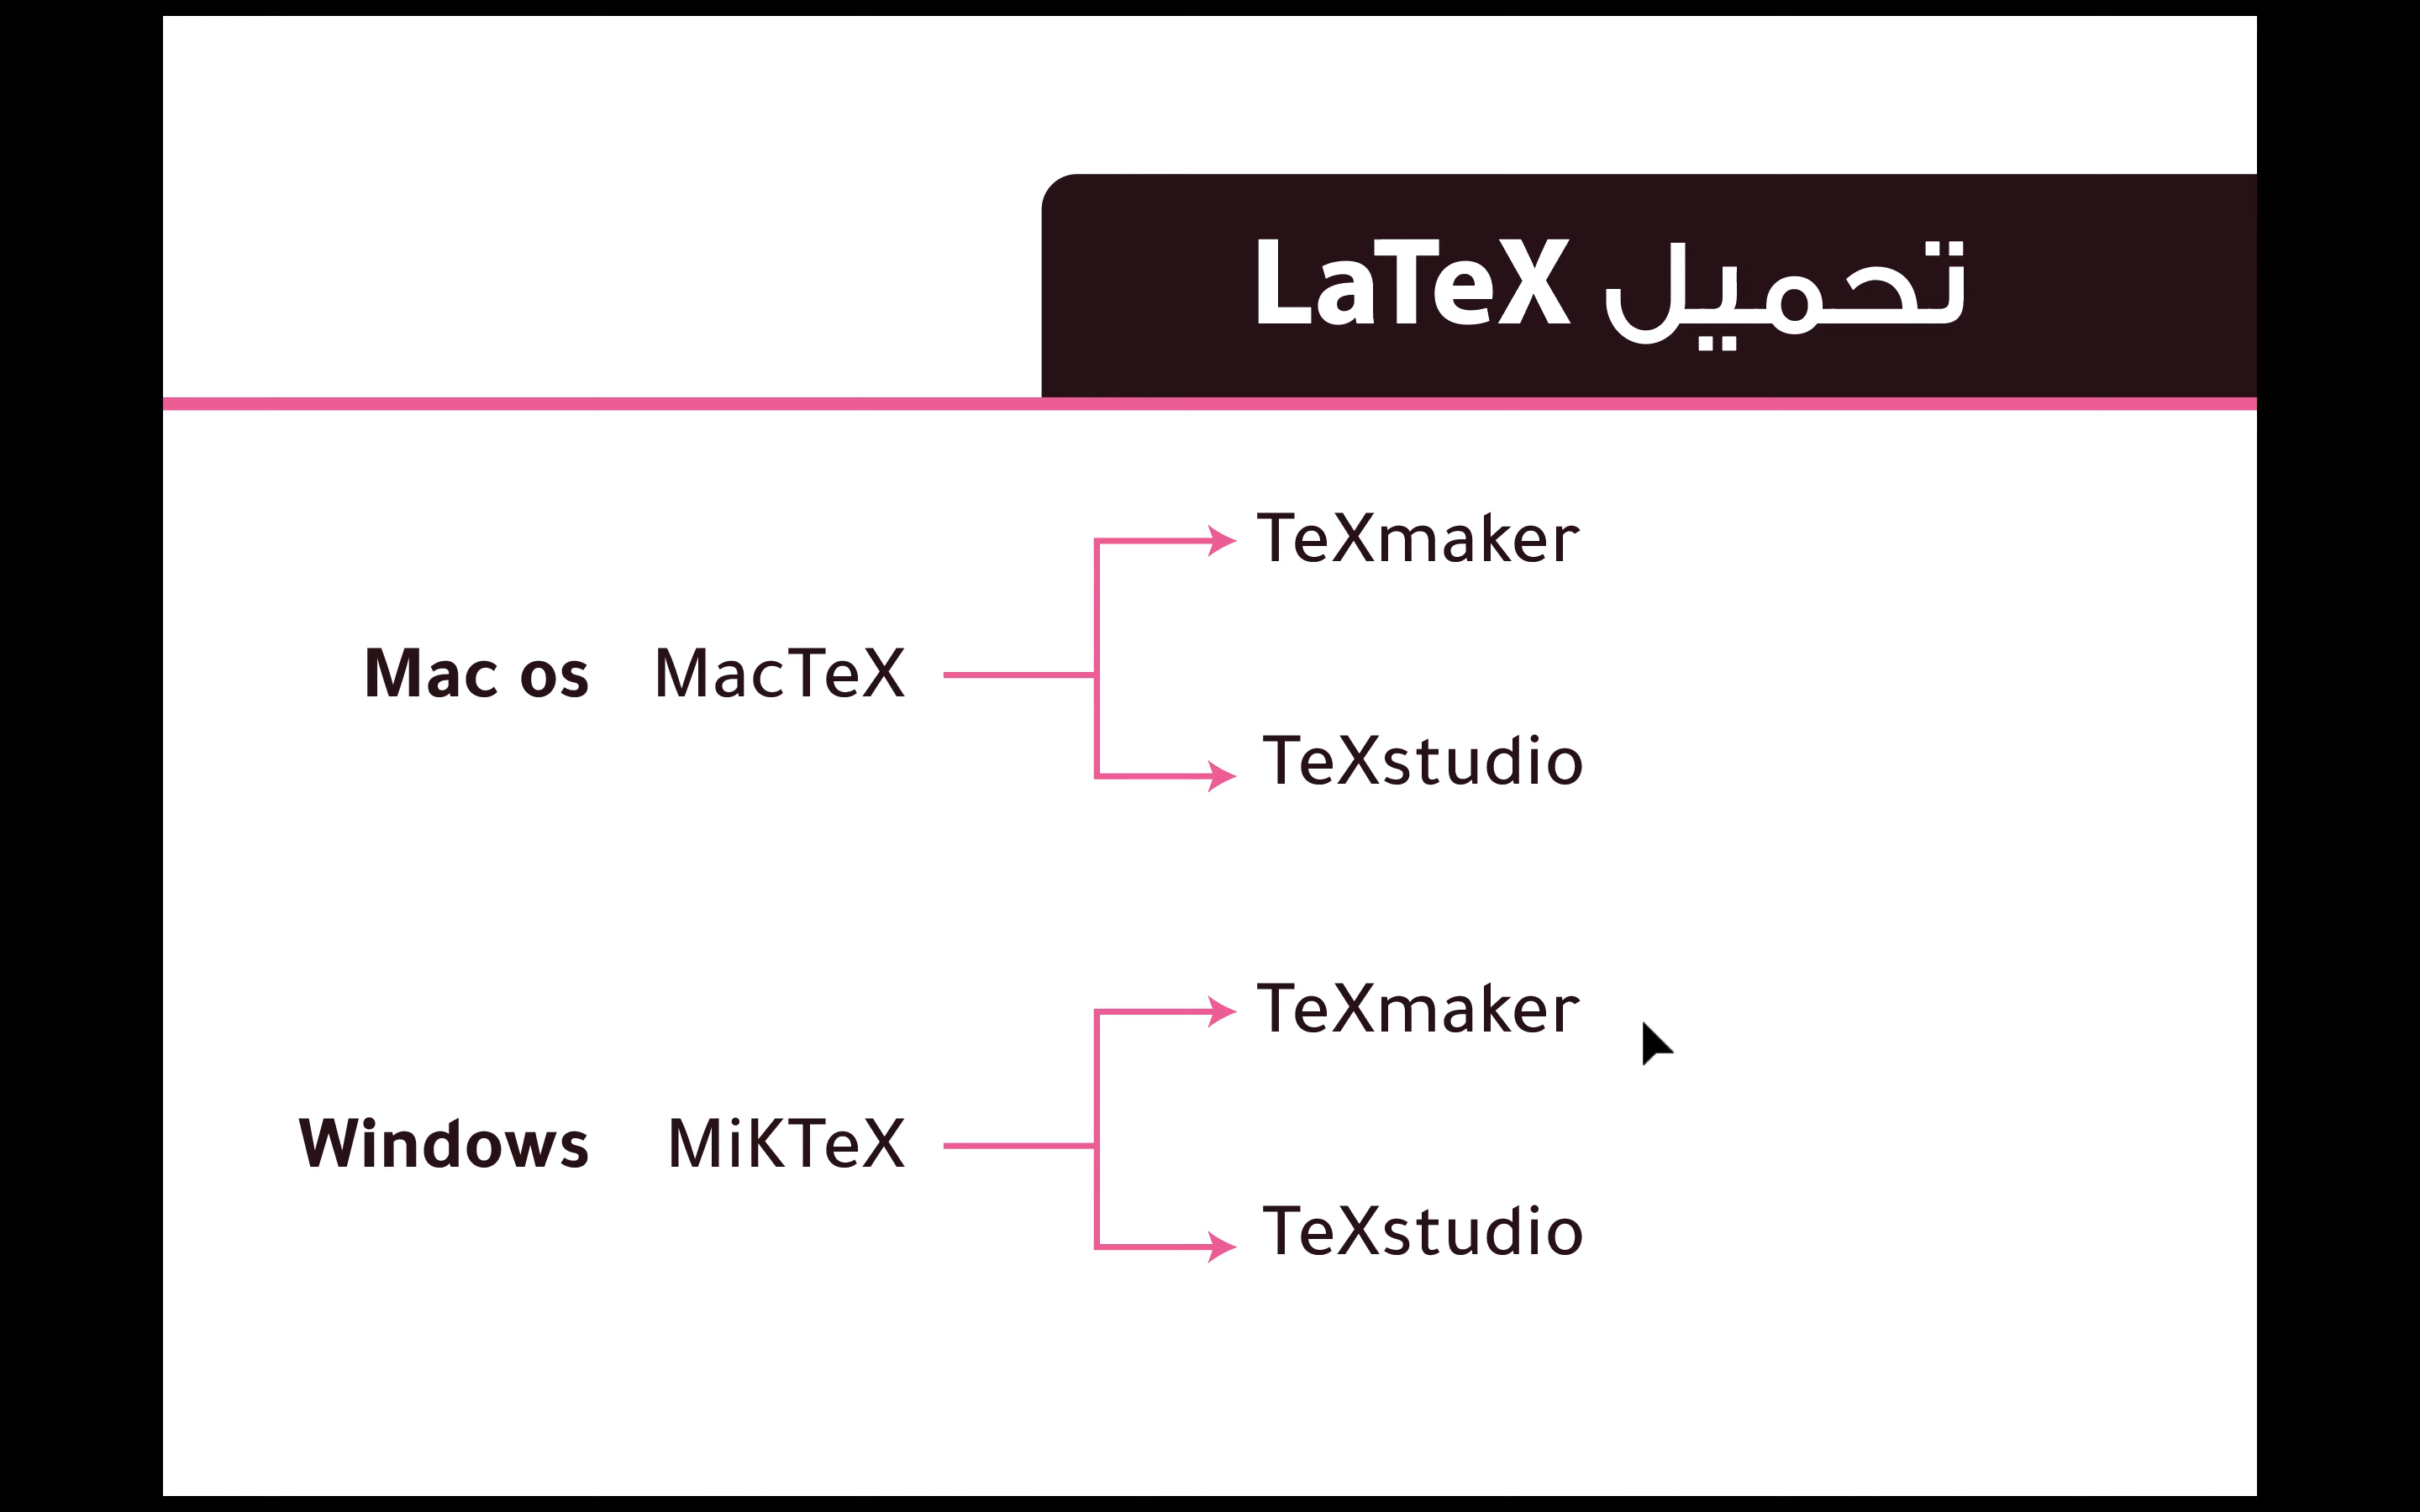 تحميل LaTeX
TeXmaker
Mac os MacTeX
TeXstudio
TeXmaker
Windows MiKTeX
TeXstudio